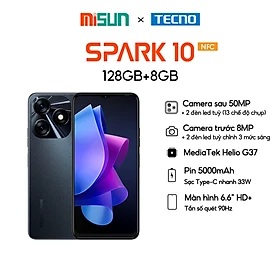 MISUN × TECNO
SPARK 10 NFC
128GB+8GB
Camera sau 50MP
+ 2 đèn led tuỳ (13 chế độ chụp)
Camera trước 8MP
+ 2 đèn led tuỳ chỉnh 3 mức sáng
MediaTek Helio G37
Pin 5000mAh
Sạc Type-C nhanh 33W
Màn hình 6.6" HD+
Tần số quét 90Hz